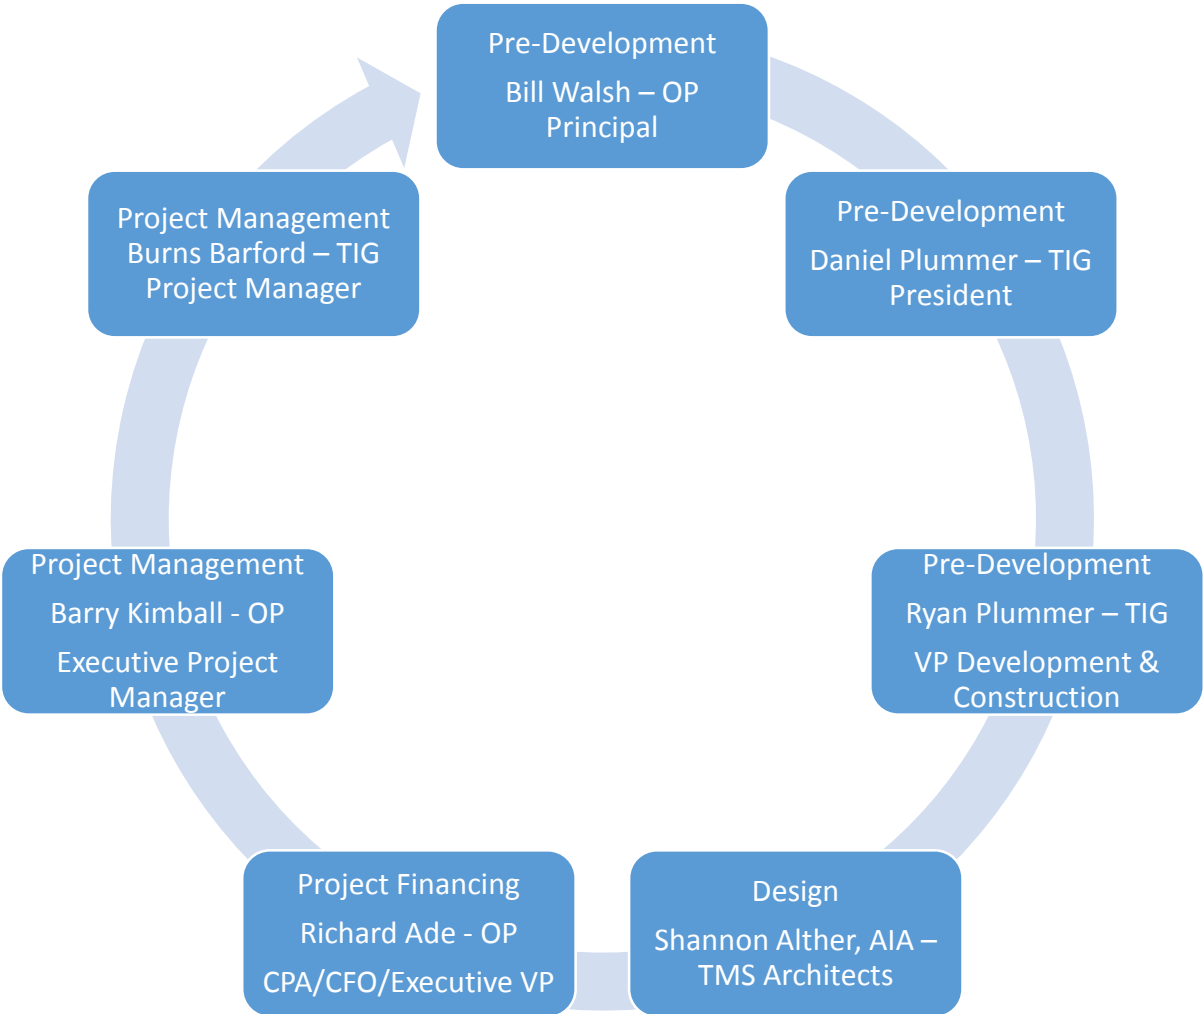 Pre-Development
Bill Walsh – OP
Principal
Pre-Development
Daniel Plummer – TIG
President
Pre-Development
Ryan Plummer – TIG
VP Development &
Construction
Design
Shannon Alther, AIA –
TMS Architects
Project Financing
Richard Ade - OP
CPA/CFO/Executive VP
Project Management
Barry Kimball - OP
Executive Project
Manager
Project Management
Burns Barford – TIG
Project Manager